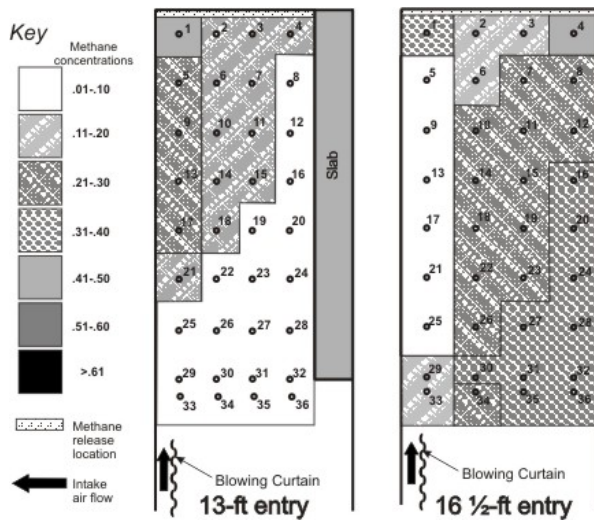 Key
Methane
concentrations
.01-.10
.11-.20
.21-.30
.31-.40
.41-.50
.51-.60
>.61
Methane
release
location
Intake
air flow
1 2 3 4
5 6 7 8
9 10 11 12
13 14 15 16
17 18 19 20
21 22 23 24
25 26 27 28
29 30 31 32
33 34 35 36
Slab
Blowing Curtain
13-ft entry
1 2 3 4
5 6 7 8
9 10 11 12
13 14 15 16
17 18 19 20
21 22 23 24
25 26 27 28
29 30 31 32
33 34 35 36
Blowing Curtain
16 ½-ft entry